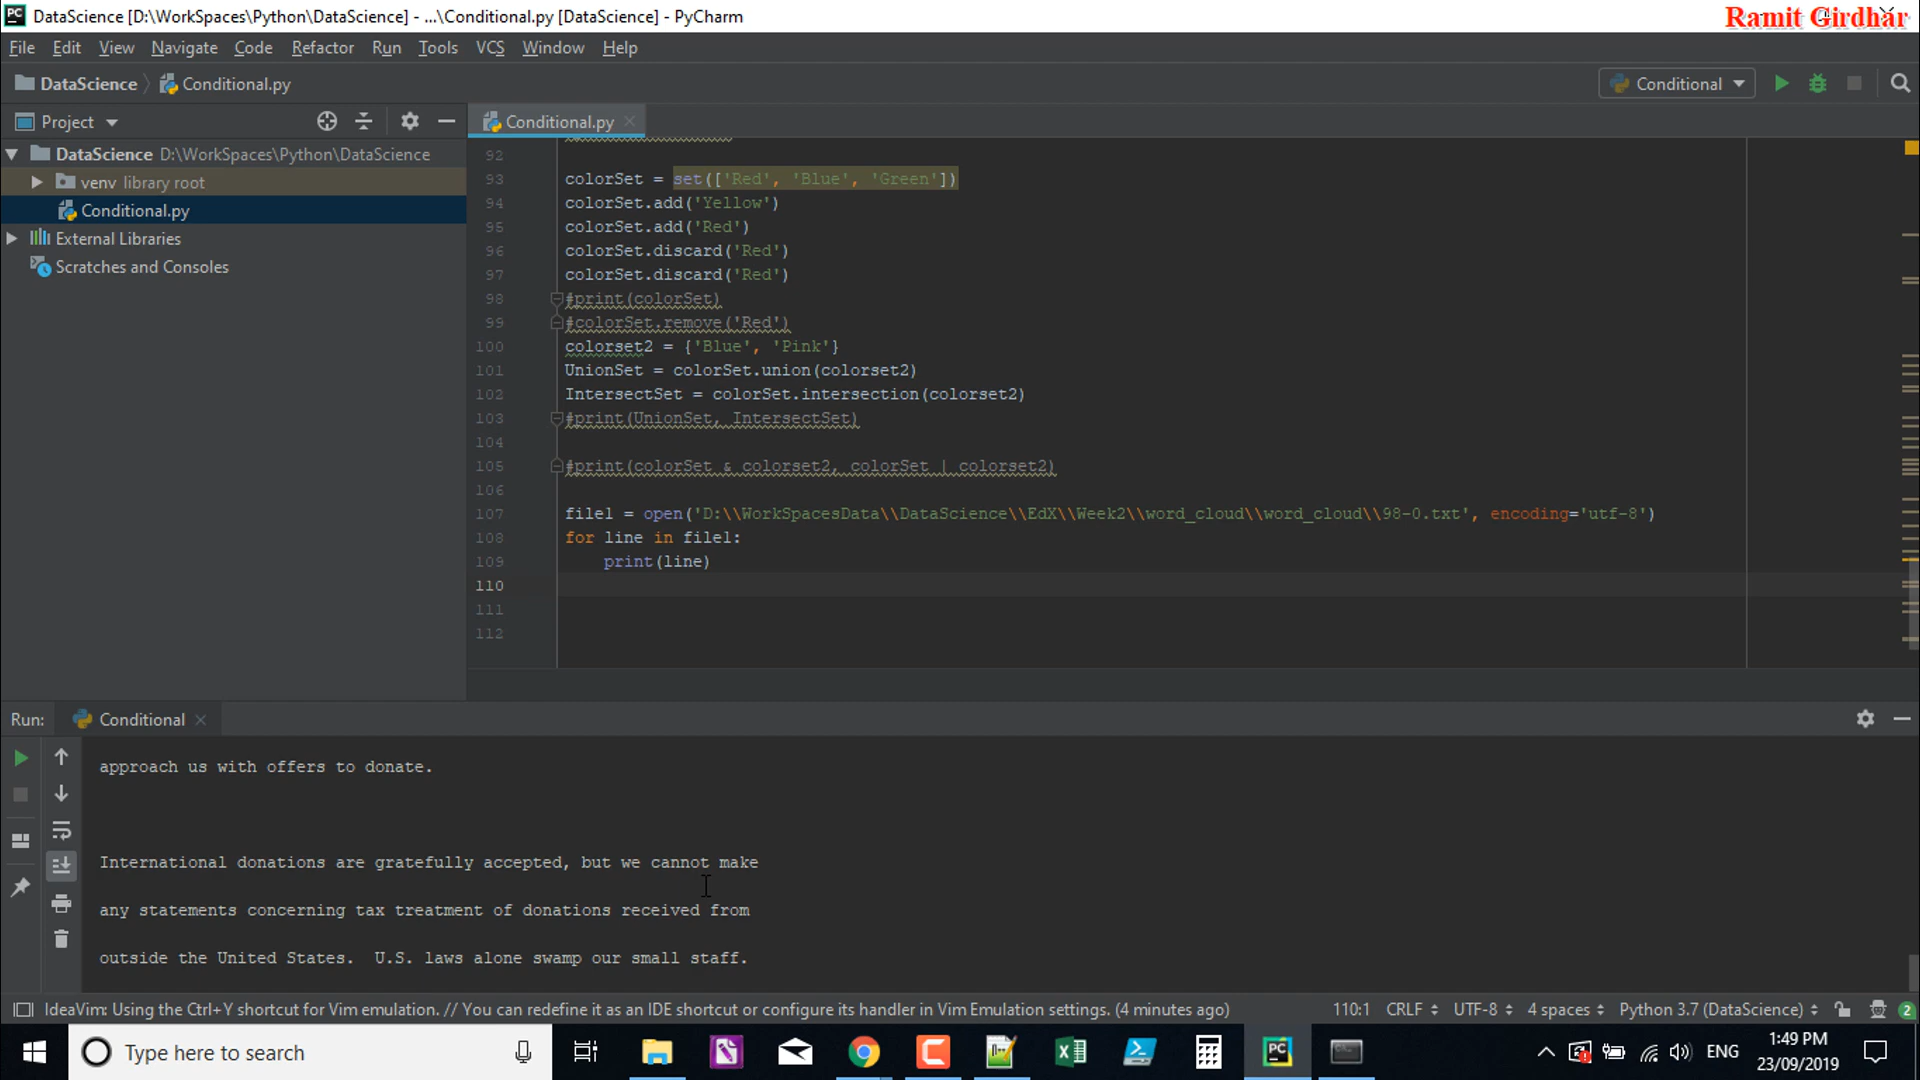 DataScience [D:\WorkSpaces\Python\DataScience] - ...\Conditional.py [DataScience] - PyCharm
Ramit Girdhar
File Edit View Navigate Code Refactor Run Tools VCS Window Help
DataScience Conditional.py
Conditional
Project
Conditional.py
DataScience D:\WorkSpaces\Python\DataScience
venv library root
Conditional.py
External Libraries
Scratches and Consoles
92
93 colorSet = set(['Red', 'Blue', 'Green'])
94 colorSet.add('Yellow')
95 colorSet.add('Red')
96 colorSet.discard('Red')
97 colorSet.discard('Red')
98 #print(colorSet)
99 #colorSet.remove('Red')
100 colorset2 = {'Blue', 'Pink'}
101 UnionSet = colorSet.union(colorset2)
102 IntersectSet = colorSet.intersection(colorset2)
103 #print(UnionSet, IntersectSet)
104
105 #print(colorSet & colorset2, colorSet | colorset2)
106
107 file1 = open('D:\\WorkSpacesData\\DataScience\\EdX\\Week2\\word_cloud\\word_cloud\\98-0.txt', encoding='utf-8')
108 for line in file1:
109 print(line)
110
111
112
Run: Conditional
approach us with offers to donate.
International donations are gratefully accepted, but we cannot make
any statements concerning tax treatment of donations received from
outside the United States.  U.S. laws alone swamp our small staff.
IdeaVim: Using the Ctrl+Y shortcut for Vim emulation. // You can redefine it as an IDE shortcut or configure its handler in Vim Emulation settings. (4 minutes ago) 110:1 CRLF UTF-8 4 spaces Python 3.7 (DataScience) 2
Type here to search
ENG
1:49 PM
23/09/2019